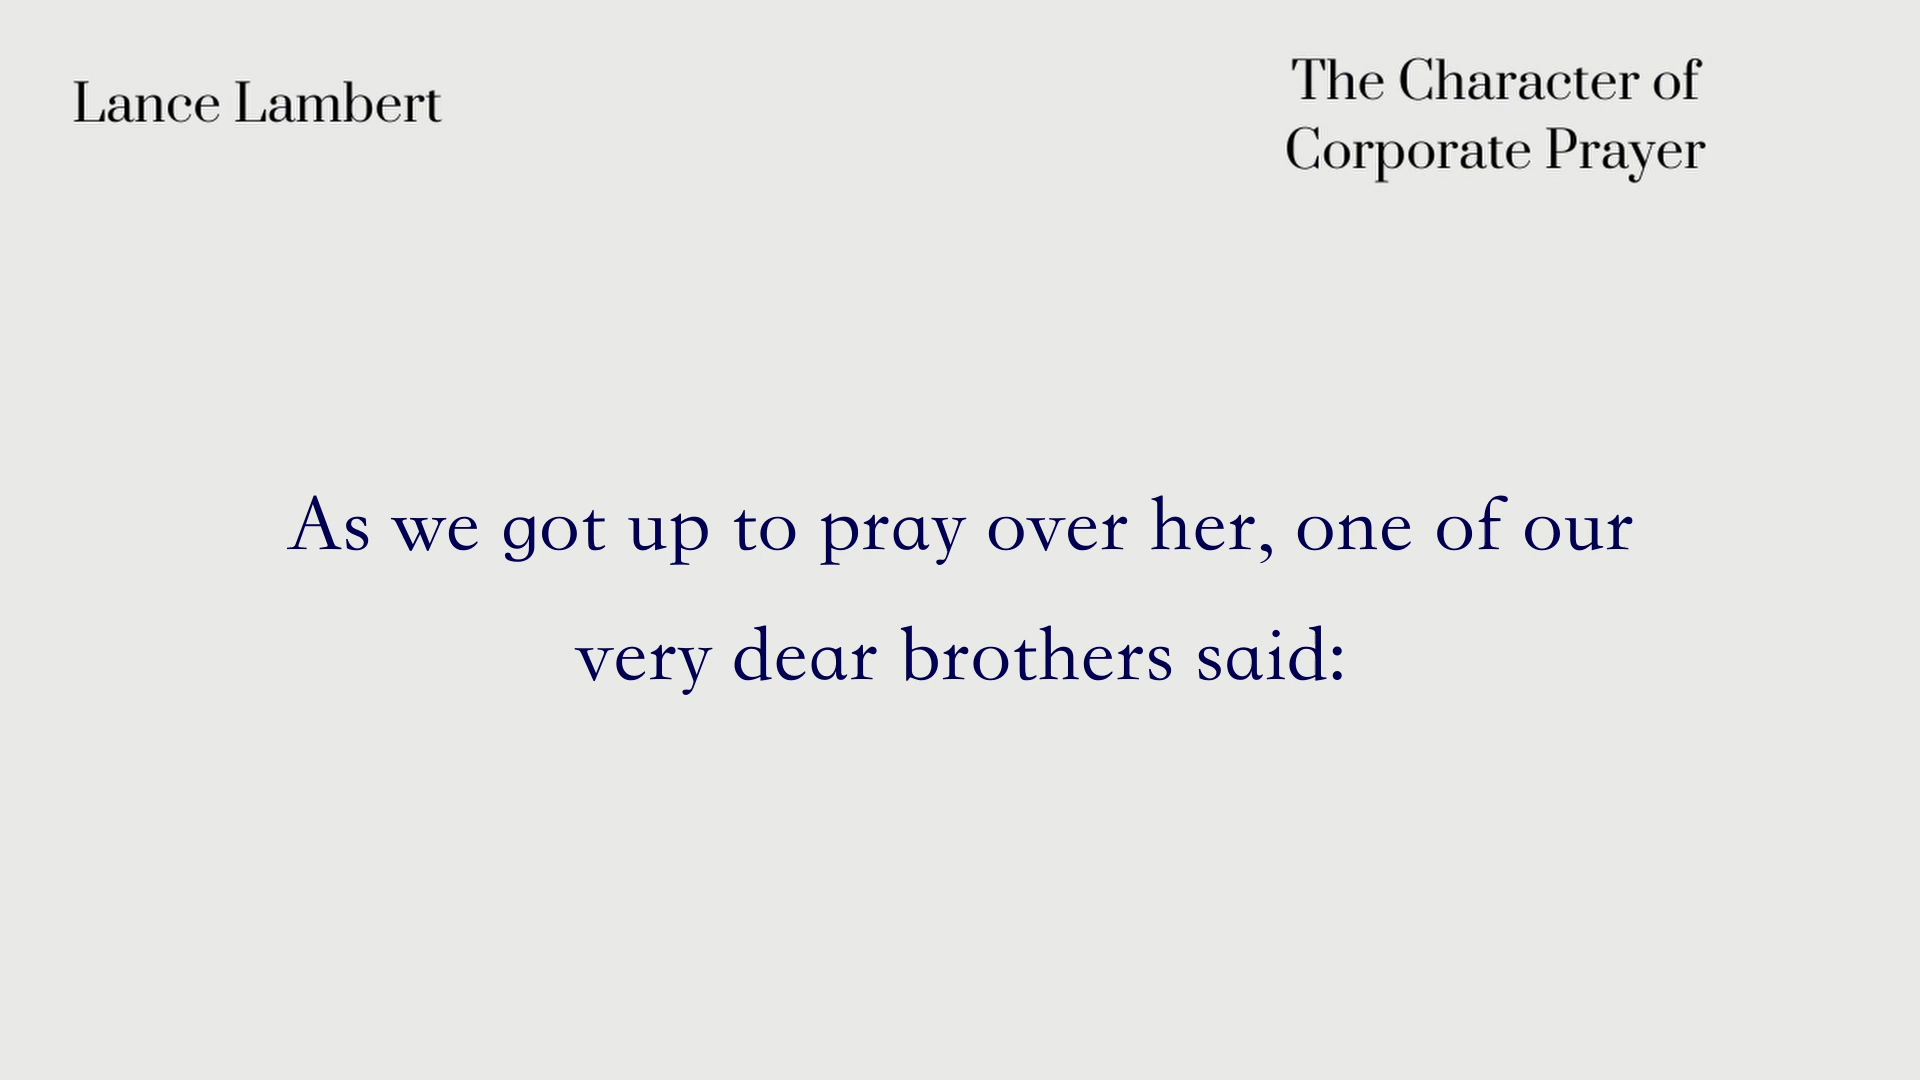 Lance Lambert
The Character of
Corporate Prayer
As we got up to pray over her, one of our
very dear brothers said: